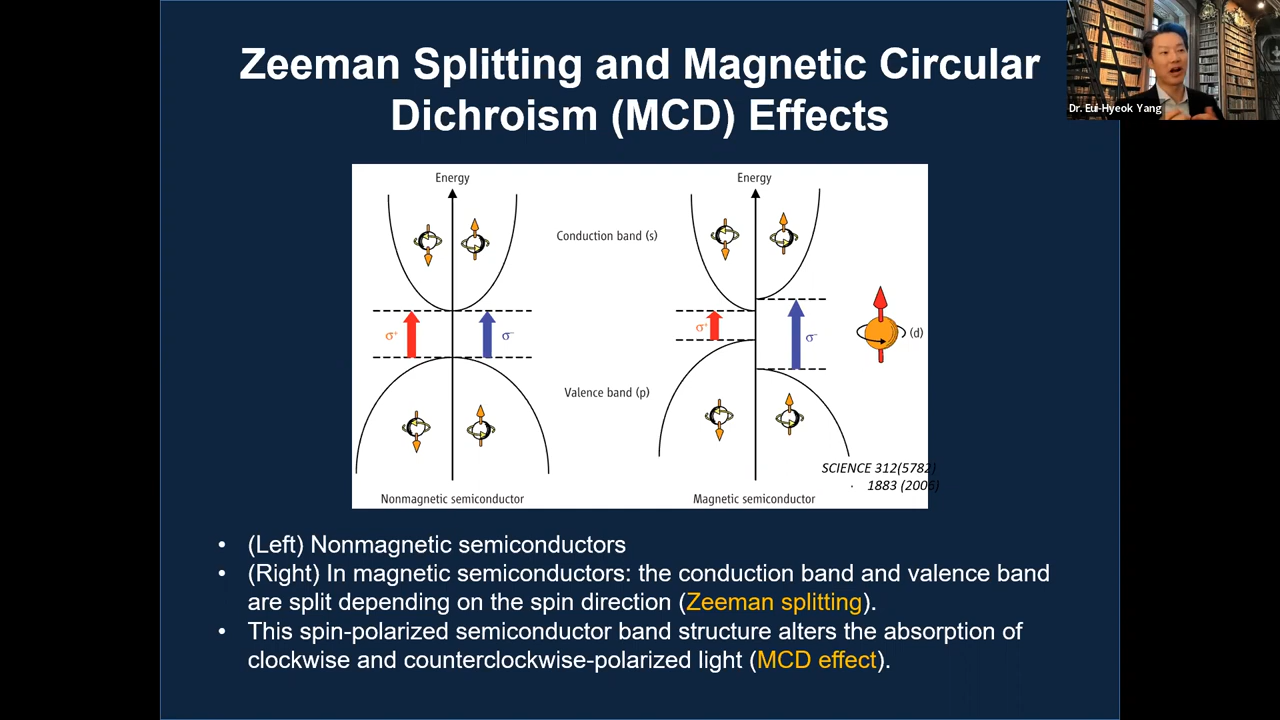 Zeeman Splitting and Magnetic Circular
Dichroism (MCD) Effects
Dr. Eui-Hyeok Yang
Energy
Energy
Conduction band (s)
σ⁺
σ⁻
σ⁺
σ⁻
(d)
Valence band (p)
SCIENCE 312(5782)
1883 (2006)
Nonmagnetic semiconductor
Magnetic semiconductor
• (Left) Nonmagnetic semiconductors
• (Right) In magnetic semiconductors: the conduction band and valence band
are split depending on the spin direction (Zeeman splitting).
• This spin-polarized semiconductor band structure alters the absorption of
clockwise and counterclockwise-polarized light (MCD effect).